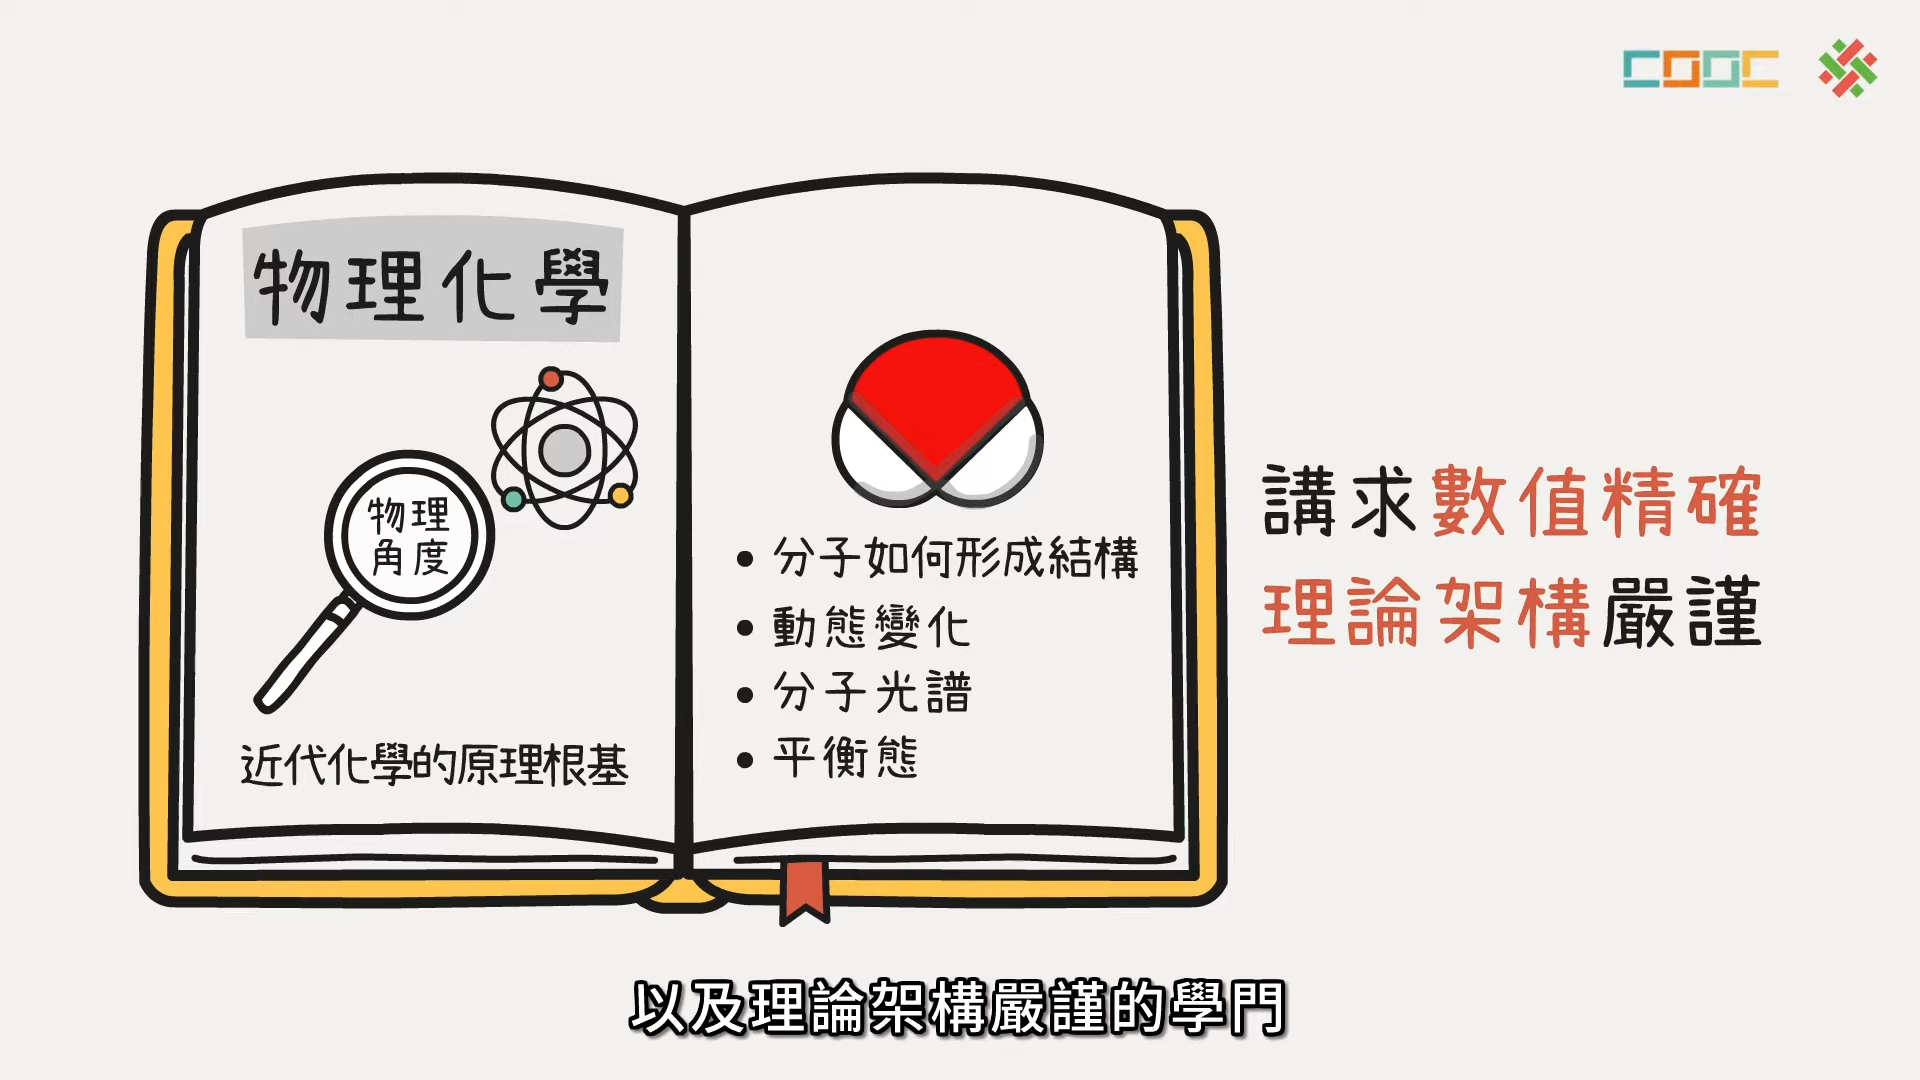 COOC
物理化學
物理
角度
近代化學的原理根基
• 分子如何形成結構
• 動態變化
• 分子光譜
• 平衡態
講求數值精確
理論架構嚴謹
以及理論架構嚴謹的學門